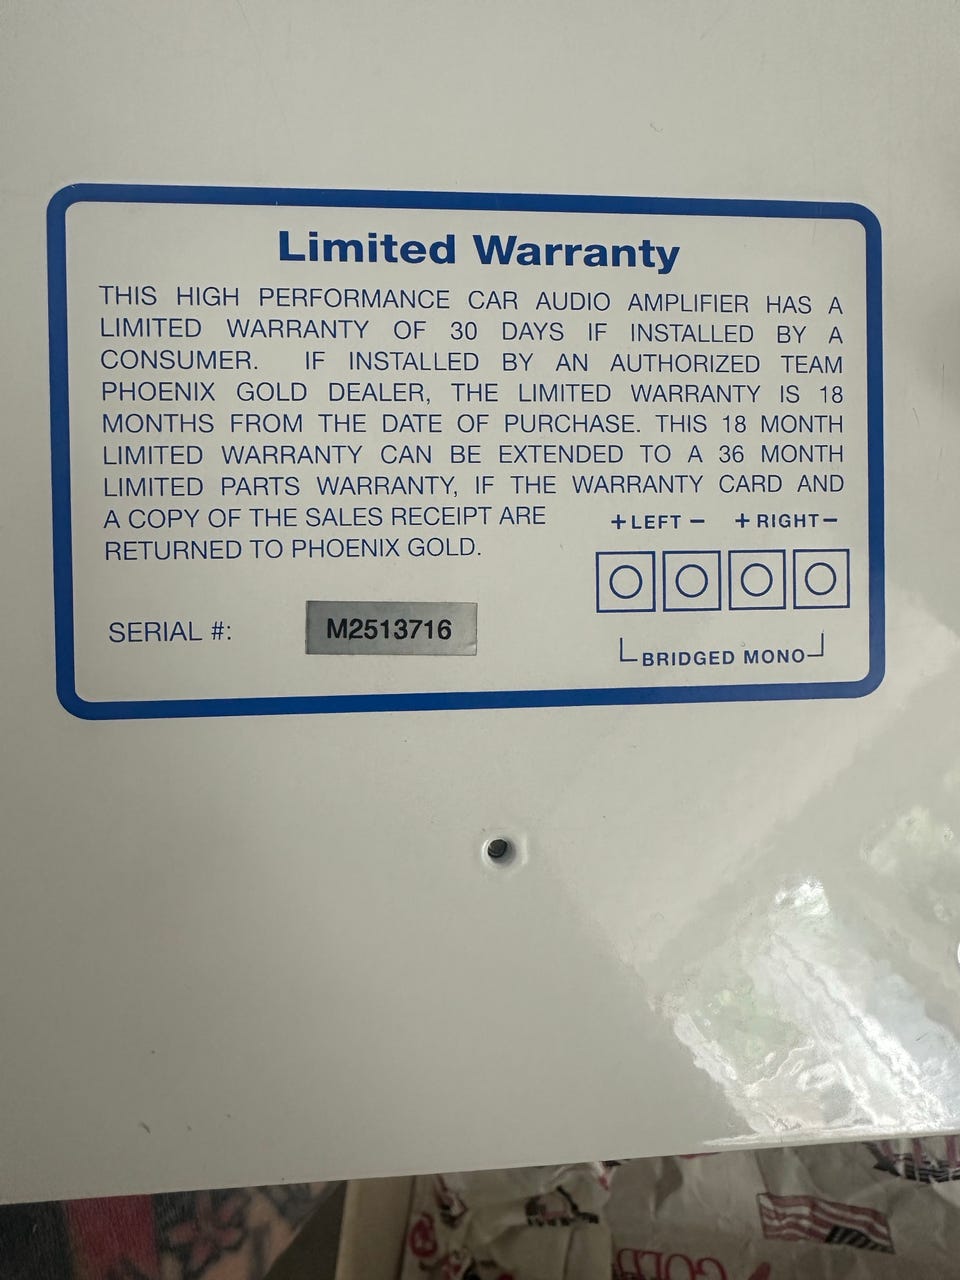 Limited Warranty
THIS HIGH PERFORMANCE CAR AUDIO AMPLIFIER HAS A
LIMITED WARRANTY OF 30 DAYS IF INSTALLED BY A
CONSUMER. IF INSTALLED BY AN AUTHORIZED TEAM
PHOENIX GOLD DEALER, THE LIMITED WARRANTY IS 18
MONTHS FROM THE DATE OF PURCHASE. THIS 18 MONTH
LIMITED WARRANTY CAN BE EXTENDED TO A 36 MONTH
LIMITED PARTS WARRANTY, IF THE WARRANTY CARD AND
A COPY OF THE SALES RECEIPT ARE
RETURNED TO PHOENIX GOLD.
+LEFT − +RIGHT−
BRIDGED MONO
SERIAL #: M2513716
GOLD